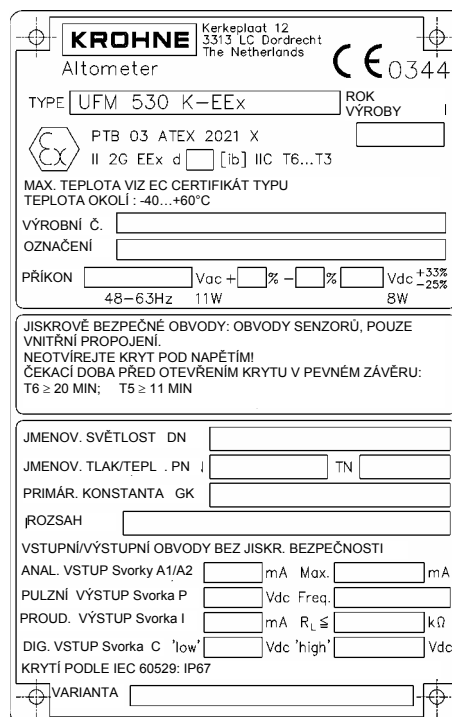 KROHNE
Kerkeplaat 12
3313 LC Dordrecht
The Netherlands
Altometer
CE 0344
TYPE UFM 530 K-EEx
ROK
VÝROBY
Ex
PTB 03 ATEX 2021 X
II 2G EEx d [ib] IIC T6...T3
MAX. TEPLOTA VIZ EC CERTIFIKÁT TYPU
TEPLOTA OKOLÍ : -40...+60°C
VÝROBNÍ Č.
OZNAČENÍ
PŘÍKON Vac + % − % Vdc +33% −25%
48-63Hz 11W 8W
JISKROVĚ BEZPEČNÉ OBVODY: OBVODY SENZORŮ, POUZE
VNITŘNÍ PROPOJENÍ.
NEOTVÍREJTE KRYT POD NAPĚTÍM!
ČEKACÍ DOBA PŘED OTEVŘENÍM KRYTU V PEVNÉM ZÁVĚRU:
T6 ≥ 20 MIN; T5 ≥ 11 MIN
JMENOV. SVĚTLOST DN
JMENOV. TLAK/TEPL . PN TN
PRIMÁR. KONSTANTA GK
ROZSAH
VSTUPNÍ/VÝSTUPNÍ OBVODY BEZ JISKR. BEZPEČNOSTI
ANAL. VSTUP Svorky A1/A2 mA Max. mA
PULZNÍ VÝSTUP Svorka P Vdc Freq.
PROUD. VÝSTUP Svorka I mA RL ≦ kΩ
DIG. VSTUP Svorka C 'low' Vdc 'high' Vdc
KRYTÍ PODLE IEC 60529: IP67
VARIANTA